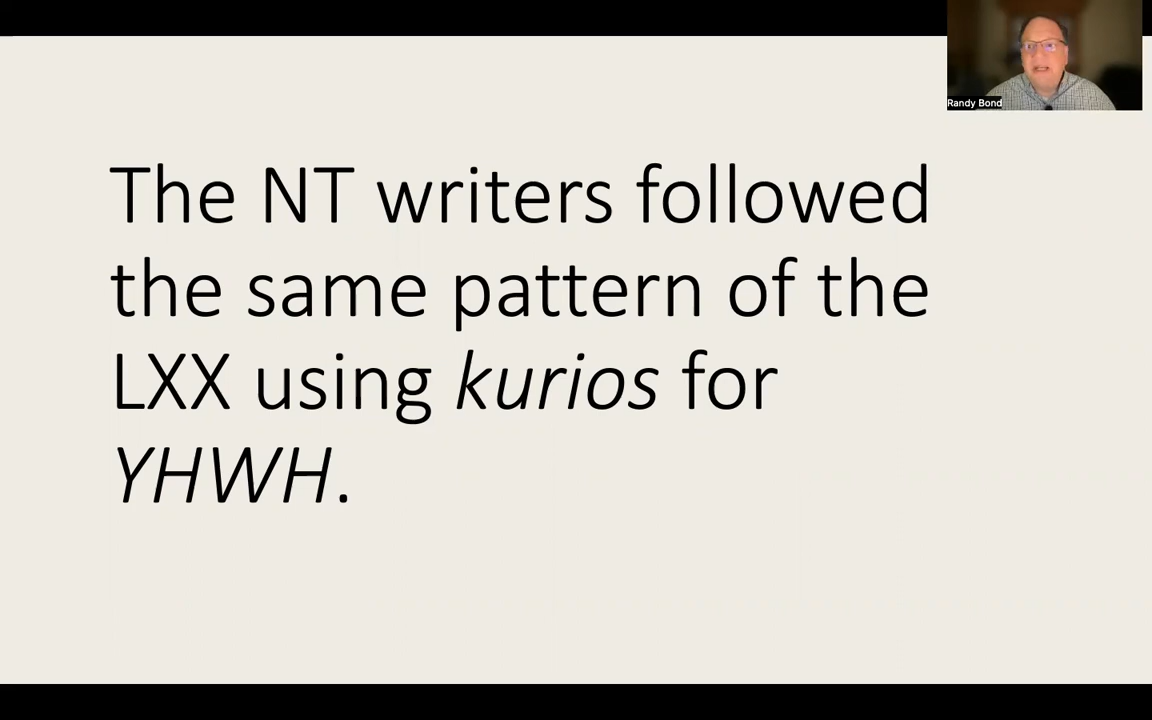 Randy Bond
The NT writers followed
the same pattern of the
LXX using kurios for
YHWH.